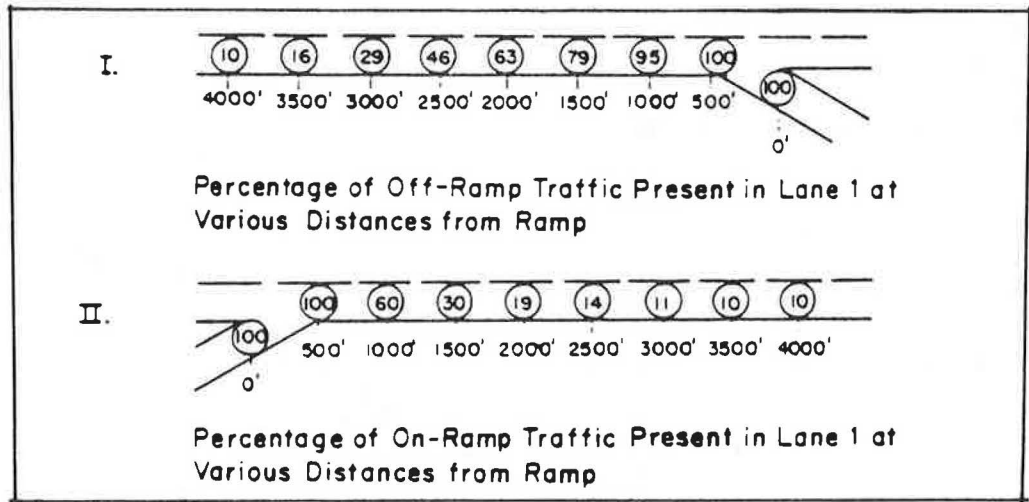 I.
10 16 29 46 63 79 95 100
100
4000' 3500' 3000' 2500' 2000' 1500' 1000' 500'
0'
Percentage of Off-Ramp Traffic Present in Lane 1 at
Various Distances from Ramp
II.
100 60 30 19 14 11 10 10
100
500' 1000' 1500' 2000' 2500' 3000' 3500' 4000'
0'
Percentage of On-Ramp Traffic Present in Lane 1 at
Various Distances from Ramp